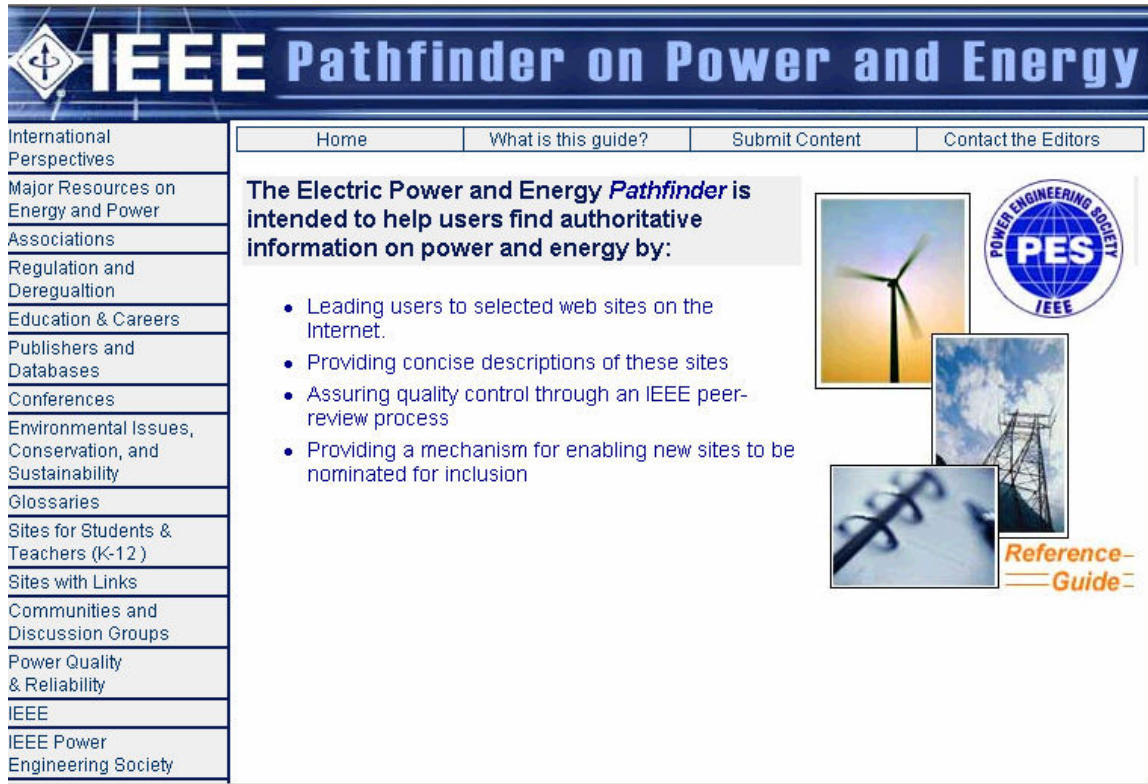 IEEE Pathfinder on Power and Energy
Home What is this guide? Submit Content Contact the Editors
International
Perspectives
Major Resources on
Energy and Power
Associations
Regulation and
Deregualtion
Education & Careers
Publishers and
Databases
Conferences
Environmental Issues,
Conservation, and
Sustainability
Glossaries
Sites for Students &
Teachers (K-12 )
Sites with Links
Communities and
Discussion Groups
Power Quality
& Reliability
IEEE
IEEE Power
Engineering Society
The Electric Power and Energy Pathfinder is
intended to help users find authoritative
information on power and energy by:
• Leading users to selected web sites on the
Internet.
• Providing concise descriptions of these sites
• Assuring quality control through an IEEE peer-
review process
• Providing a mechanism for enabling new sites to be
nominated for inclusion
POWER ENGINEERING SOCIETY
PES
IEEE
Reference
Guide